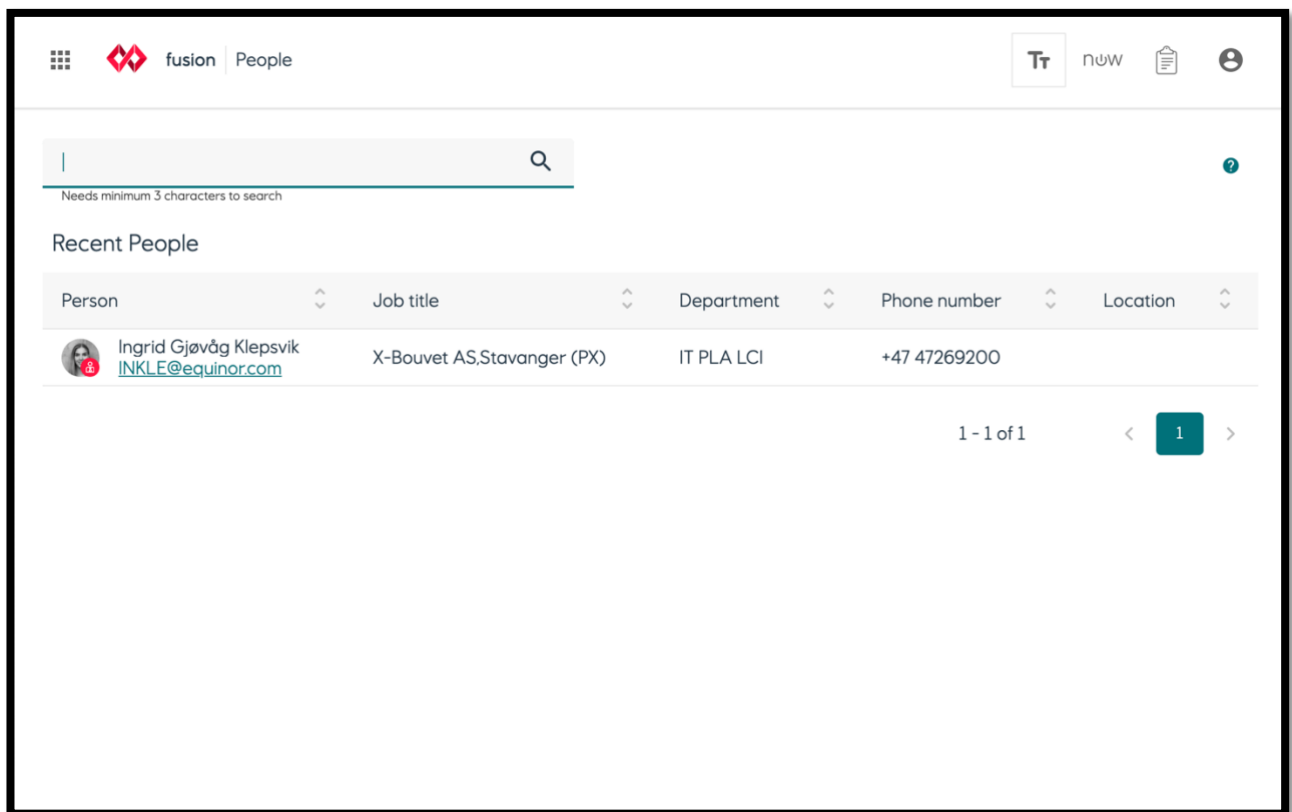 fusion People
Tт nuw
Needs minimum 3 characters to search
Recent People
Person Job title Department Phone number Location
Ingrid Gjøvåg Klepsvik
INKLE@equinor.com
X-Bouvet AS,Stavanger (PX) IT PLA LCI +47 47269200
1 - 1 of 1 < 1 >